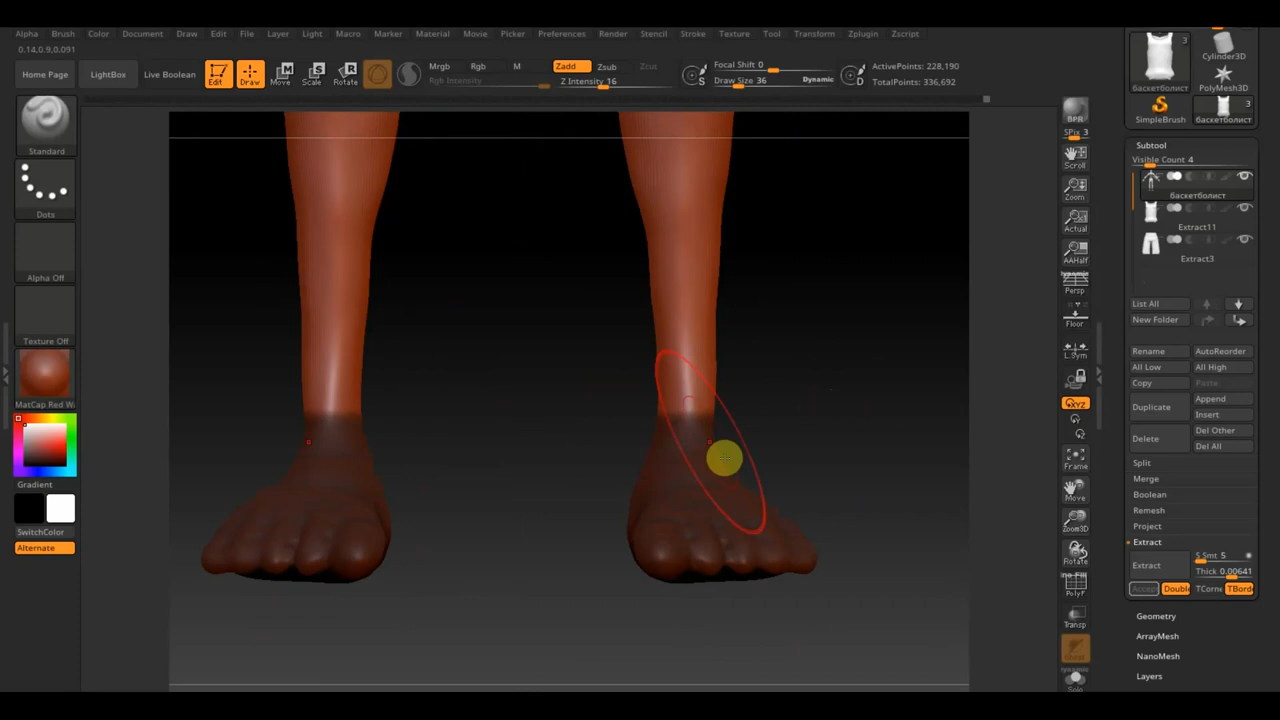 Alpha Brush Color Document Draw Edit File Layer Light Macro Marker Material Movie Picker Preferences Render Stencil Stroke Texture Tool Transform Zplugin Zscript
0.14,0.9,0.091
Home Page LightBox Live Boolean Edit Draw Move Scale Rotate
Mrgb Rgb M
Rgb Intensity
Zadd Zsub Zcut
Z Intensity 16
S
Focal Shift 0
Draw Size 36 Dynamic
D
ActivePoints: 228,190
TotalPoints: 336,692
Standard
Dots
Alpha Off
Texture Off
MatCap Red W
Gradient
SwitchColor
Alternate
BPR
SPix 3
Scroll
Zoom
Actual
AAHalf
dynamic
Persp
Floor
L.Sym
XYZ
Y
Z
Frame
Move
Zoom3D
Rotate
PolyF
Transp
dynamic
Solo
3
баскетболист
Cylinder3D
PolyMesh3D
SimpleBrush
3
баскетболист
Subtool
Visible Count 4
баскетболист
Extract11
Extract3
List All
New Folder
Rename AutoReorder
All Low All High
Copy Paste
Duplicate Append
Insert
Delete Del Other
Del All
Split
Merge
Boolean
Remesh
Project
Extract
Extract S Smt 5
Thick 0.00641
Accept Double TCorne TBorde
Geometry
ArrayMesh
NanoMesh
Layers